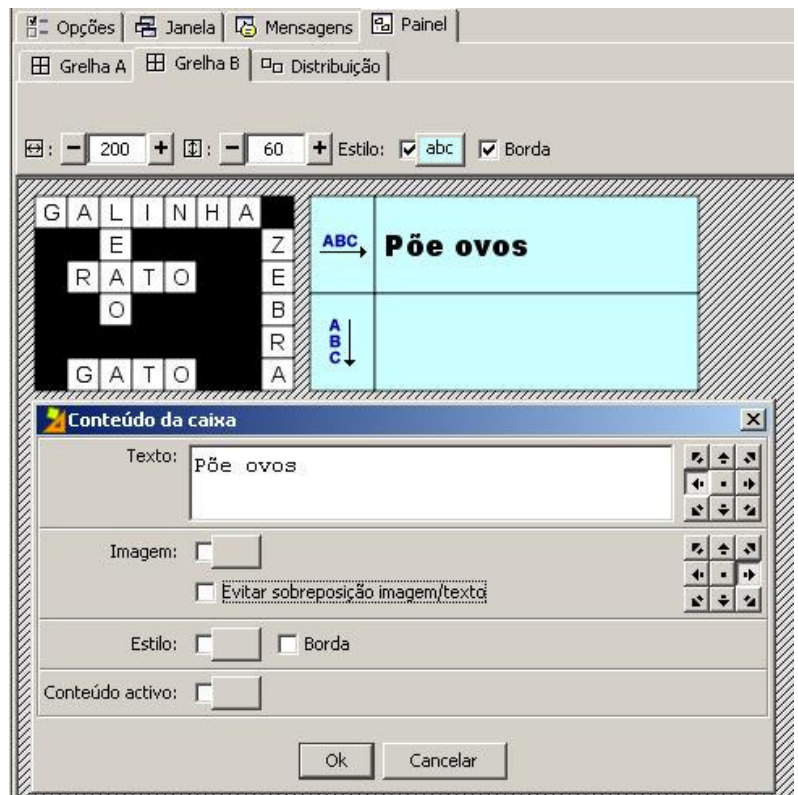 Opções Janela Mensagens Painel
Grelha A Grelha B Distribuição
: - 200 + : - 60 + Estilo: abc Borda
G A L I N H A
E Z
R A T O E
O B
R
G A T O A
ABC Põe ovos
A
B
C
Conteúdo da caixa
Texto: Põe ovos
Imagem:
Evitar sobreposição imagem/texto
Estilo: Borda
Conteúdo activo:
Ok Cancelar